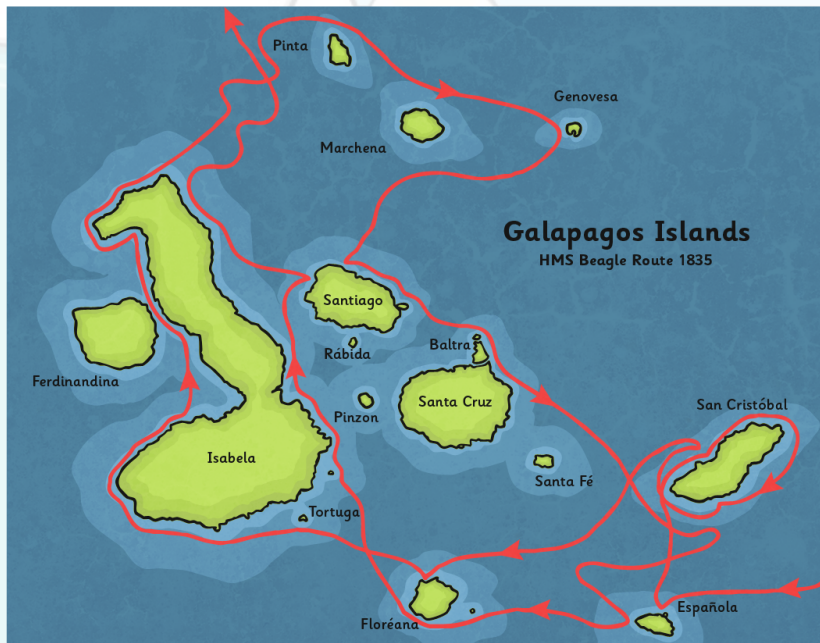 Pinta
Genovesa
Marchena
Galapagos Islands
HMS Beagle Route 1835
Santiago
Rábida
Baltra
Ferdinandina
Pinzon
Santa Cruz
San Cristóbal
Isabela
Santa Fé
Tortuga
Española
Floréana